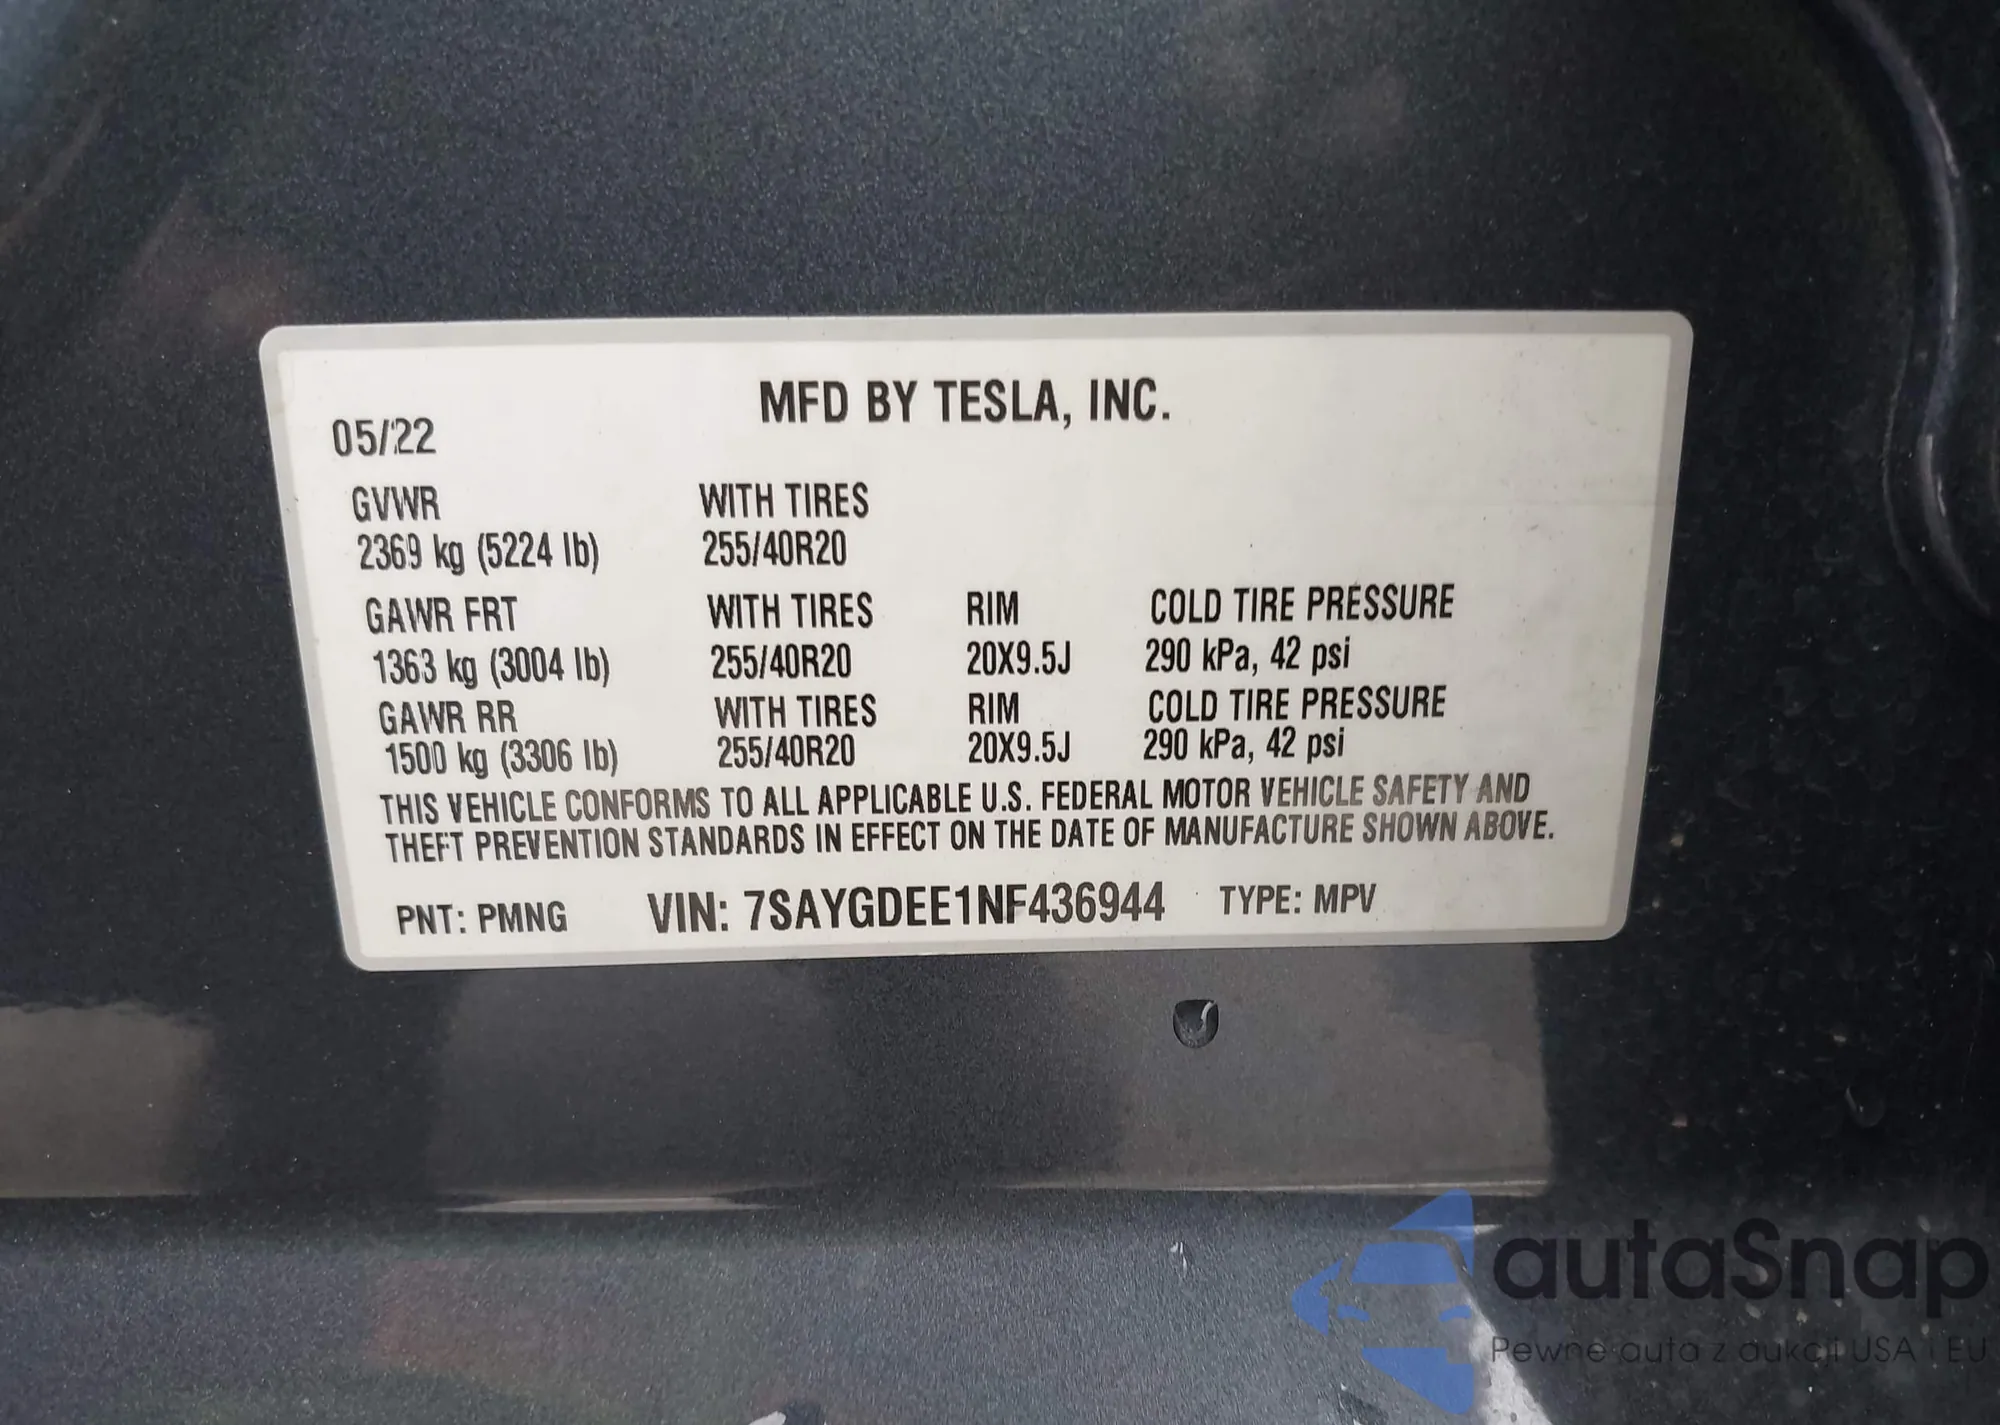 MFD BY TESLA, INC.
05/22
GVWR WITH TIRES
2369 kg (5224 lb) 255/40R20
GAWR FRT WITH TIRES RIM COLD TIRE PRESSURE
1363 kg (3004 lb) 255/40R20 20X9.5J 290 kPa, 42 psi
GAWR RR WITH TIRES RIM COLD TIRE PRESSURE
1500 kg (3306 lb) 255/40R20 20X9.5J 290 kPa, 42 psi
THIS VEHICLE CONFORMS TO ALL APPLICABLE U.S. FEDERAL MOTOR VEHICLE SAFETY AND
THEFT PREVENTION STANDARDS IN EFFECT ON THE DATE OF MANUFACTURE SHOWN ABOVE.
PNT: PMNG VIN: 7SAYGDEE1NF436944 TYPE: MPV
autaSnap
Pewne auta z aukcji USA i EU